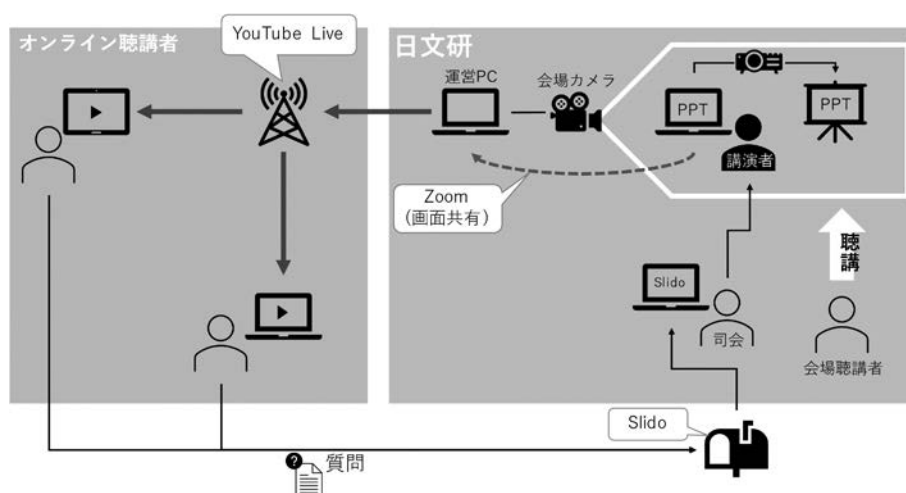 オンライン聴講者
YouTube Live
日文研
運営PC
会場カメラ
PPT
PPT
講演者
Zoom
(画面共有)
聴講
Slido
司会
会場聴講者
Slido
?
質問